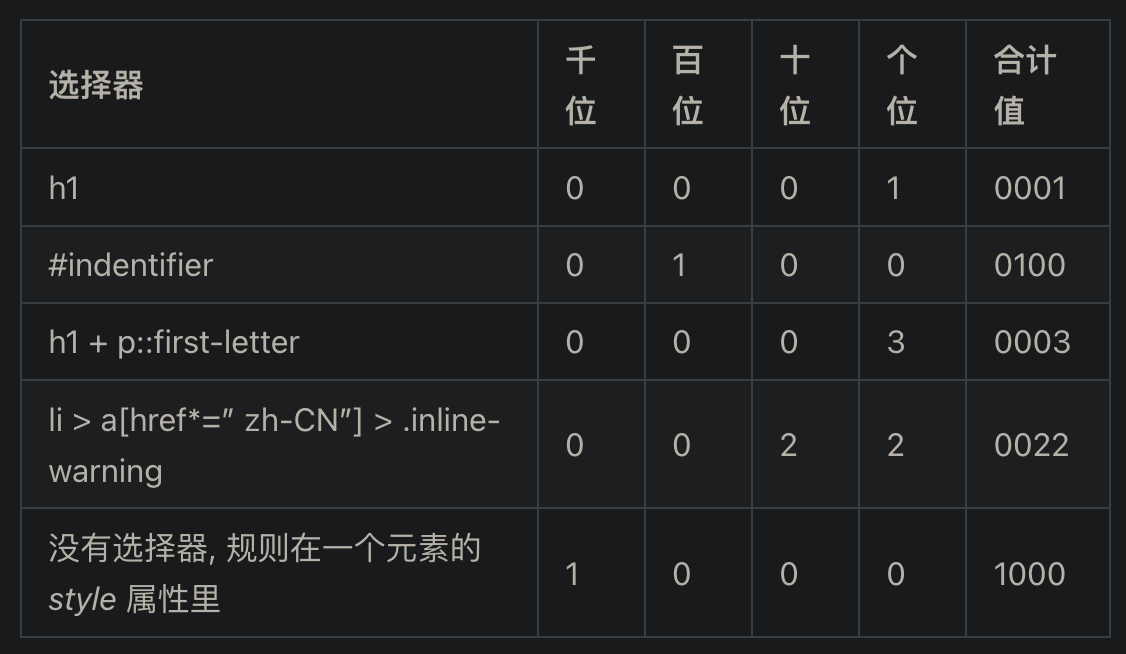 选择器 千位 百位 十位 个位 合计值
h1 0 0 0 1 0001
#indentifier 0 1 0 0 0100
h1 + p::first-letter 0 0 0 3 0003
li > a[href*=” zh-CN”] > .inline-
warning 0 0 2 2 0022
没有选择器, 规则在一个元素的
style 属性里 1 0 0 0 1000